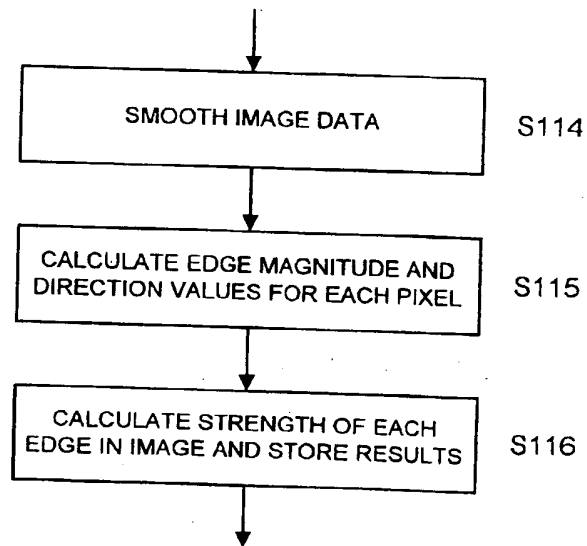 SMOOTH IMAGE DATA
S114
CALCULATE EDGE MAGNITUDE AND
DIRECTION VALUES FOR EACH PIXEL
S115
CALCULATE STRENGTH OF EACH
EDGE IN IMAGE AND STORE RESULTS
S116